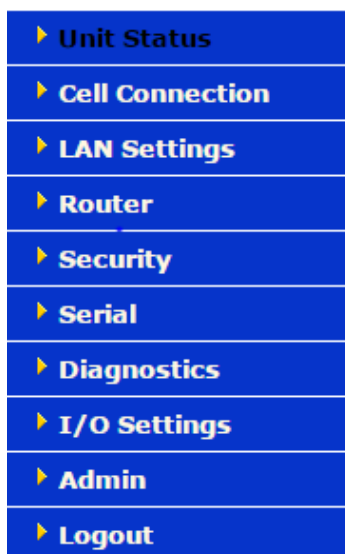 Unit Status
Cell Connection
LAN Settings
Router
Security
Serial
Diagnostics
I/O Settings
Admin
Logout